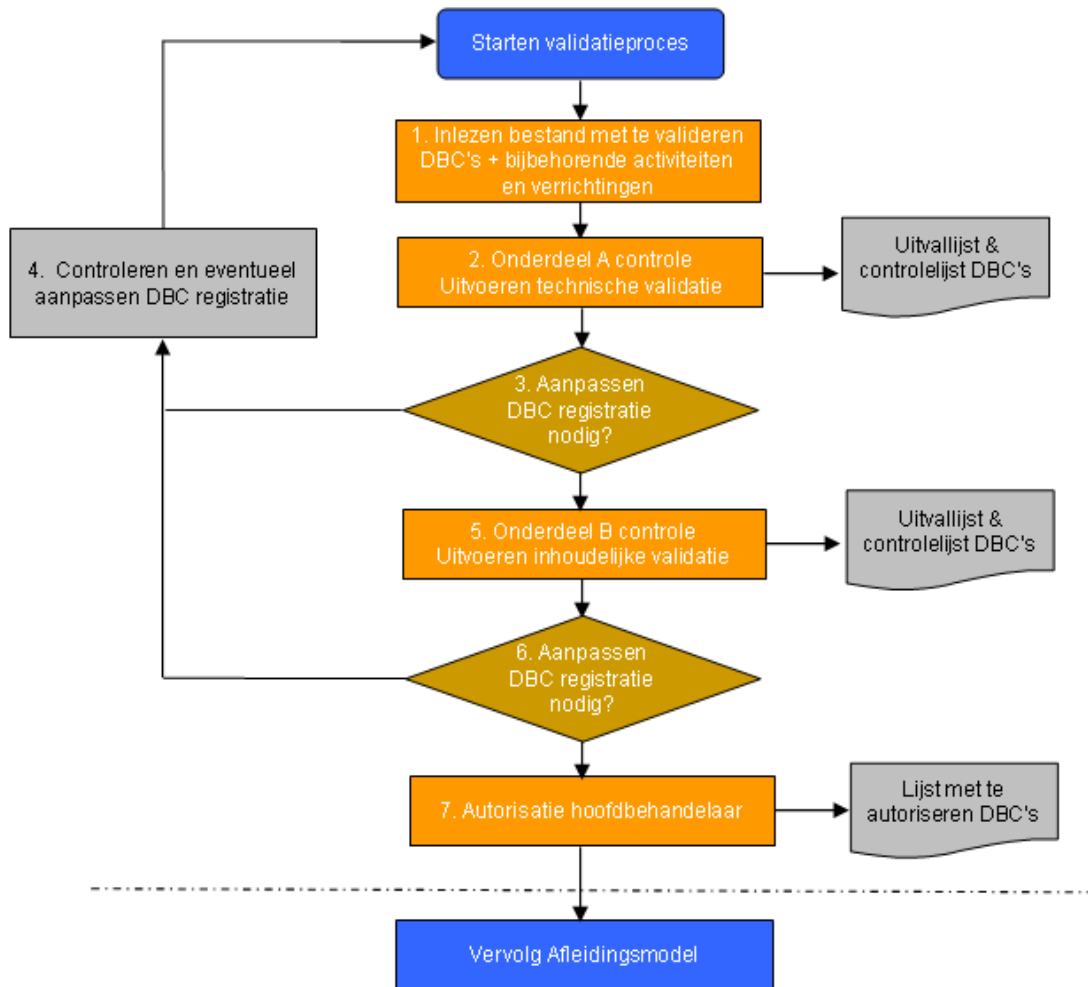 Starten validatieproces
1. Inlezen bestand met te valideren
DBC's + bijbehorende activiteiten
en verrichtingen
2. Onderdeel A controle
Uitvoeren technische validatie
Uitvallijst &
controlelijst DBC's
4. Controleren en eventueel
aanpassen DBC registratie
3. Aanpassen
DBC registratie
nodig?
5. Onderdeel B controle
Uitvoeren inhoudelijke validatie
Uitvallijst &
controlelijst DBC's
6. Aanpassen
DBC registratie
nodig?
7. Autorisatie hoofdbehandelaar
Lijst met te
autoriseren DBC's
Vervolg Afleidingsmodel